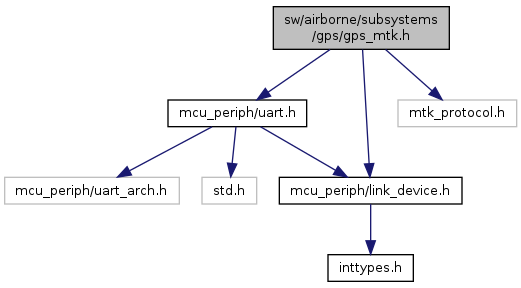 sw/airborne/subsystems
/gps/gps_mtk.h
mcu_periph/uart.h
mtk_protocol.h
mcu_periph/uart_arch.h
std.h
mcu_periph/link_device.h
inttypes.h